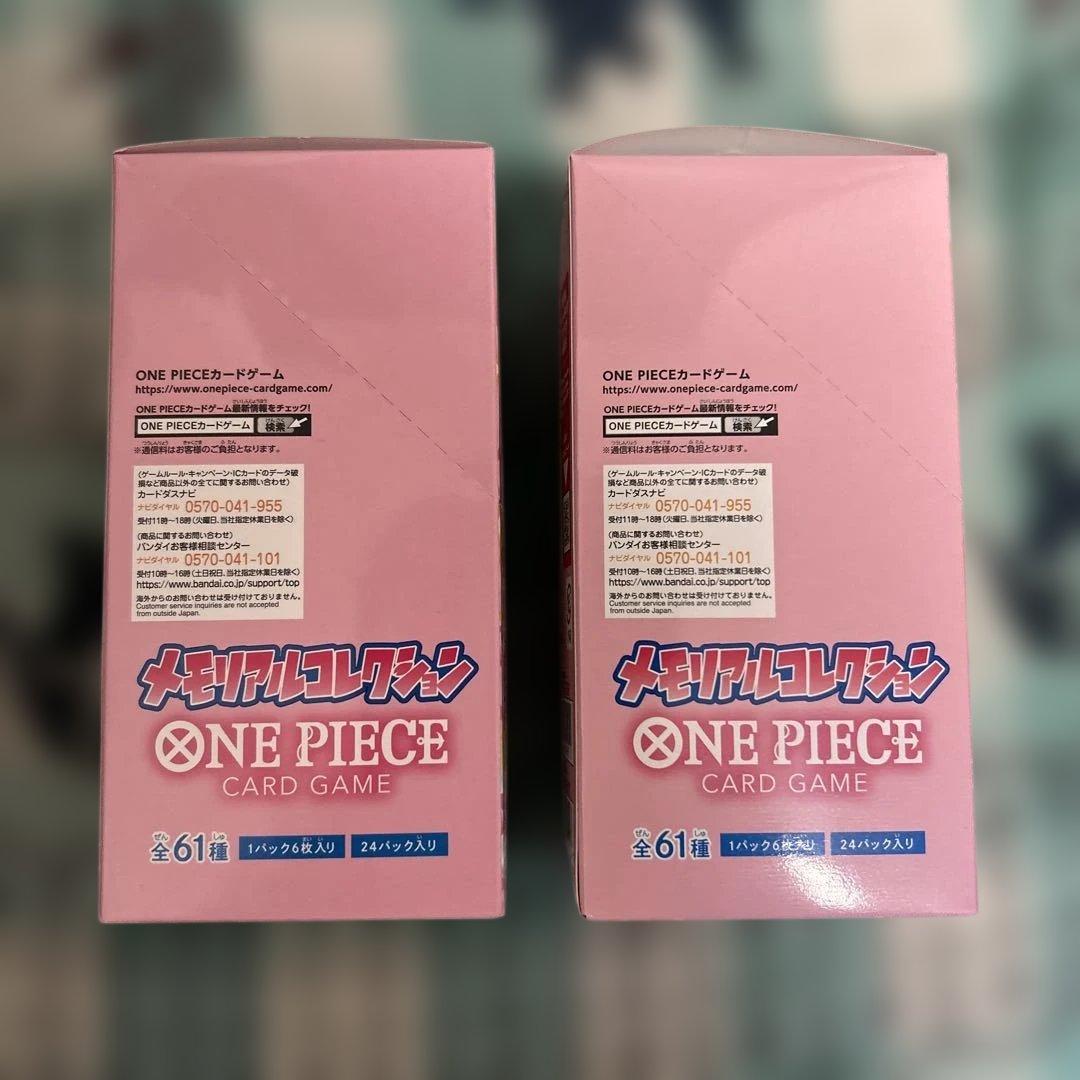 ONE PIECEカードゲーム
https://www.onepiece-cardgame.com/
ONE PIECEカードゲーム最新情報をチェック!
ONE PIECEカードゲーム 検索
※通信料はお客様のご負担となります。
(ゲームルール・キャンペーン・ICカードのデータ破
損など商品以外の全てに関するお問い合わせ)
カードダスナビ
ナビダイヤル 0570-041-955
受付11時〜18時(火曜日、当社指定休業日を除く)
(商品に関するお問い合わせ)
バンダイお客様相談センター
ナビダイヤル 0570-041-101
受付10時〜16時(土日祝日、当社指定休業日を除く)
https://www.bandai.co.jp/support/top
海外からのお問い合わせは受け付けておりません。
Customer service inquiries are not accepted
from outside Japan.
メモリアルコレクション
ONE PIECE
CARD GAME
全61種 1パック6枚入り 24パック入り
ONE PIECEカードゲーム
https://www.onepiece-cardgame.com/
ONE PIECEカードゲーム最新情報をチェック!
ONE PIECEカードゲーム 検索
※通信料はお客様のご負担となります。
(ゲームルール・キャンペーン・ICカードのデータ破
損など商品以外の全てに関するお問い合わせ)
カードダスナビ
ナビダイヤル 0570-041-955
受付11時〜18時(火曜日、当社指定休業日を除く)
(商品に関するお問い合わせ)
バンダイお客様相談センター
ナビダイヤル 0570-041-101
受付10時〜16時(土日祝日、当社指定休業日を除く)
https://www.bandai.co.jp/support/top
海外からのお問い合わせは受け付けておりません。
Customer service inquiries are not accepted
from outside Japan.
メモリアルコレクション
ONE PIECE
CARD GAME
全61種 1パック6枚入り 24パック入り